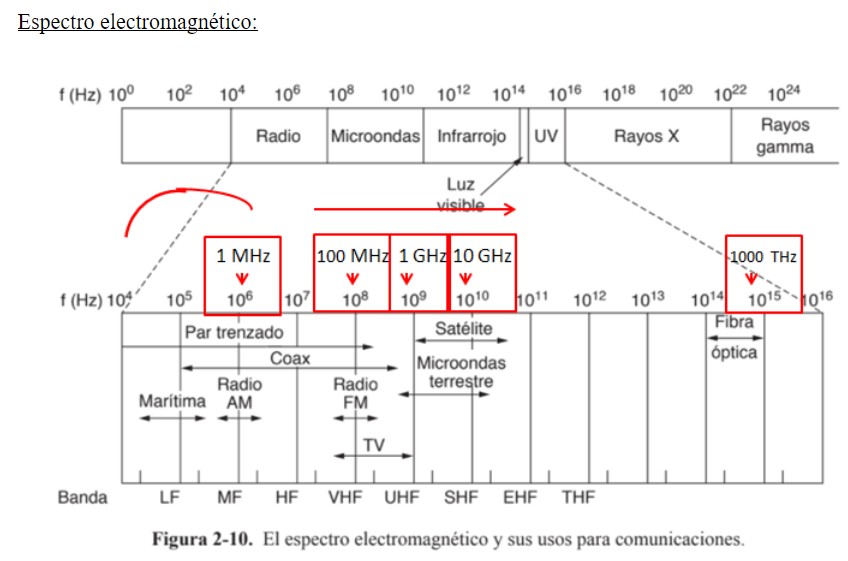 Espectro electromagnético:
f (Hz) 10⁰ 10² 10⁴ 10⁶ 10⁸ 10¹⁰ 10¹² 10¹⁴ 10¹⁶ 10¹⁸ 10²⁰ 10²² 10²⁴
Radio Microondas Infrarrojo UV Rayos X Rayos
gamma
Luz
visible
1 MHz 100 MHz 1 GHz 10 GHz 1000 THz
f (Hz) 10⁴ 10⁵ 10⁶ 10⁷ 10⁸ 10⁹ 10¹⁰ 10¹¹ 10¹² 10¹³ 10¹⁴ 10¹⁵ 10¹⁶
Par trenzado
Satélite
Fibra
óptica
Coax
Microondas
terrestre
Marítima
Radio
AM
Radio
FM
TV
Banda LF MF HF VHF UHF SHF EHF THF
Figura 2-10. El espectro electromagnético y sus usos para comunicaciones.